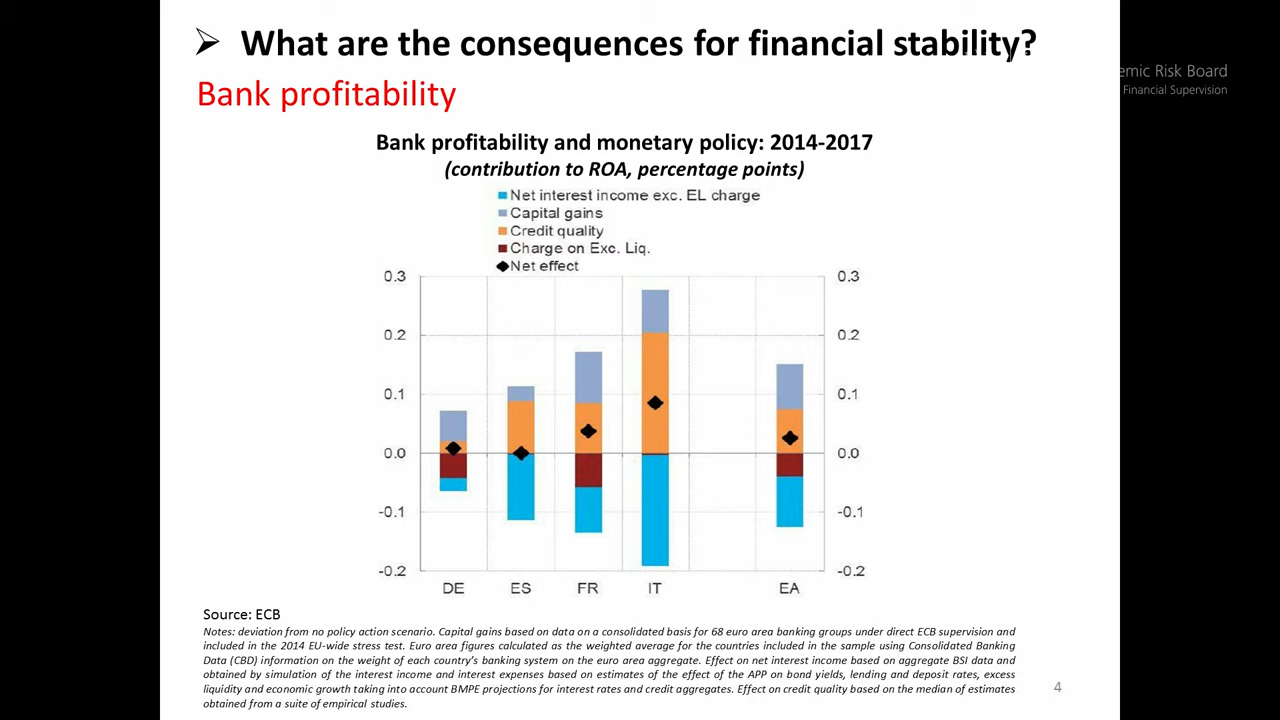 ➢ What are the consequences for financial stability?
emic Risk Board
Financial Supervision
Bank profitability
Bank profitability and monetary policy: 2014-2017
(contribution to ROA, percentage points)
Net interest income exc. EL charge
Capital gains
Credit quality
Charge on Exc. Liq.
Net effect
0.3 0.3
0.2 0.2
0.1 0.1
0.0 0.0
-0.1 -0.1
-0.2 -0.2
DE ES FR IT EA
Source: ECB
Notes: deviation from no policy action scenario. Capital gains based on data on a consolidated basis for 68 euro area banking groups under direct ECB supervision and
included in the 2014 EU-wide stress test. Euro area figures calculated as the weighted average for the countries included in the sample using Consolidated Banking
Data (CBD) information on the weight of each country's banking system on the euro area aggregate. Effect on net interest income based on aggregate BSI data and
obtained by simulation of the interest income and interest expenses based on estimates of the effect of the APP on bond yields, lending and deposit rates, excess
liquidity and economic growth taking into account BMPE projections for interest rates and credit aggregates. Effect on credit quality based on the median of estimates
obtained from a suite of empirical studies.
4